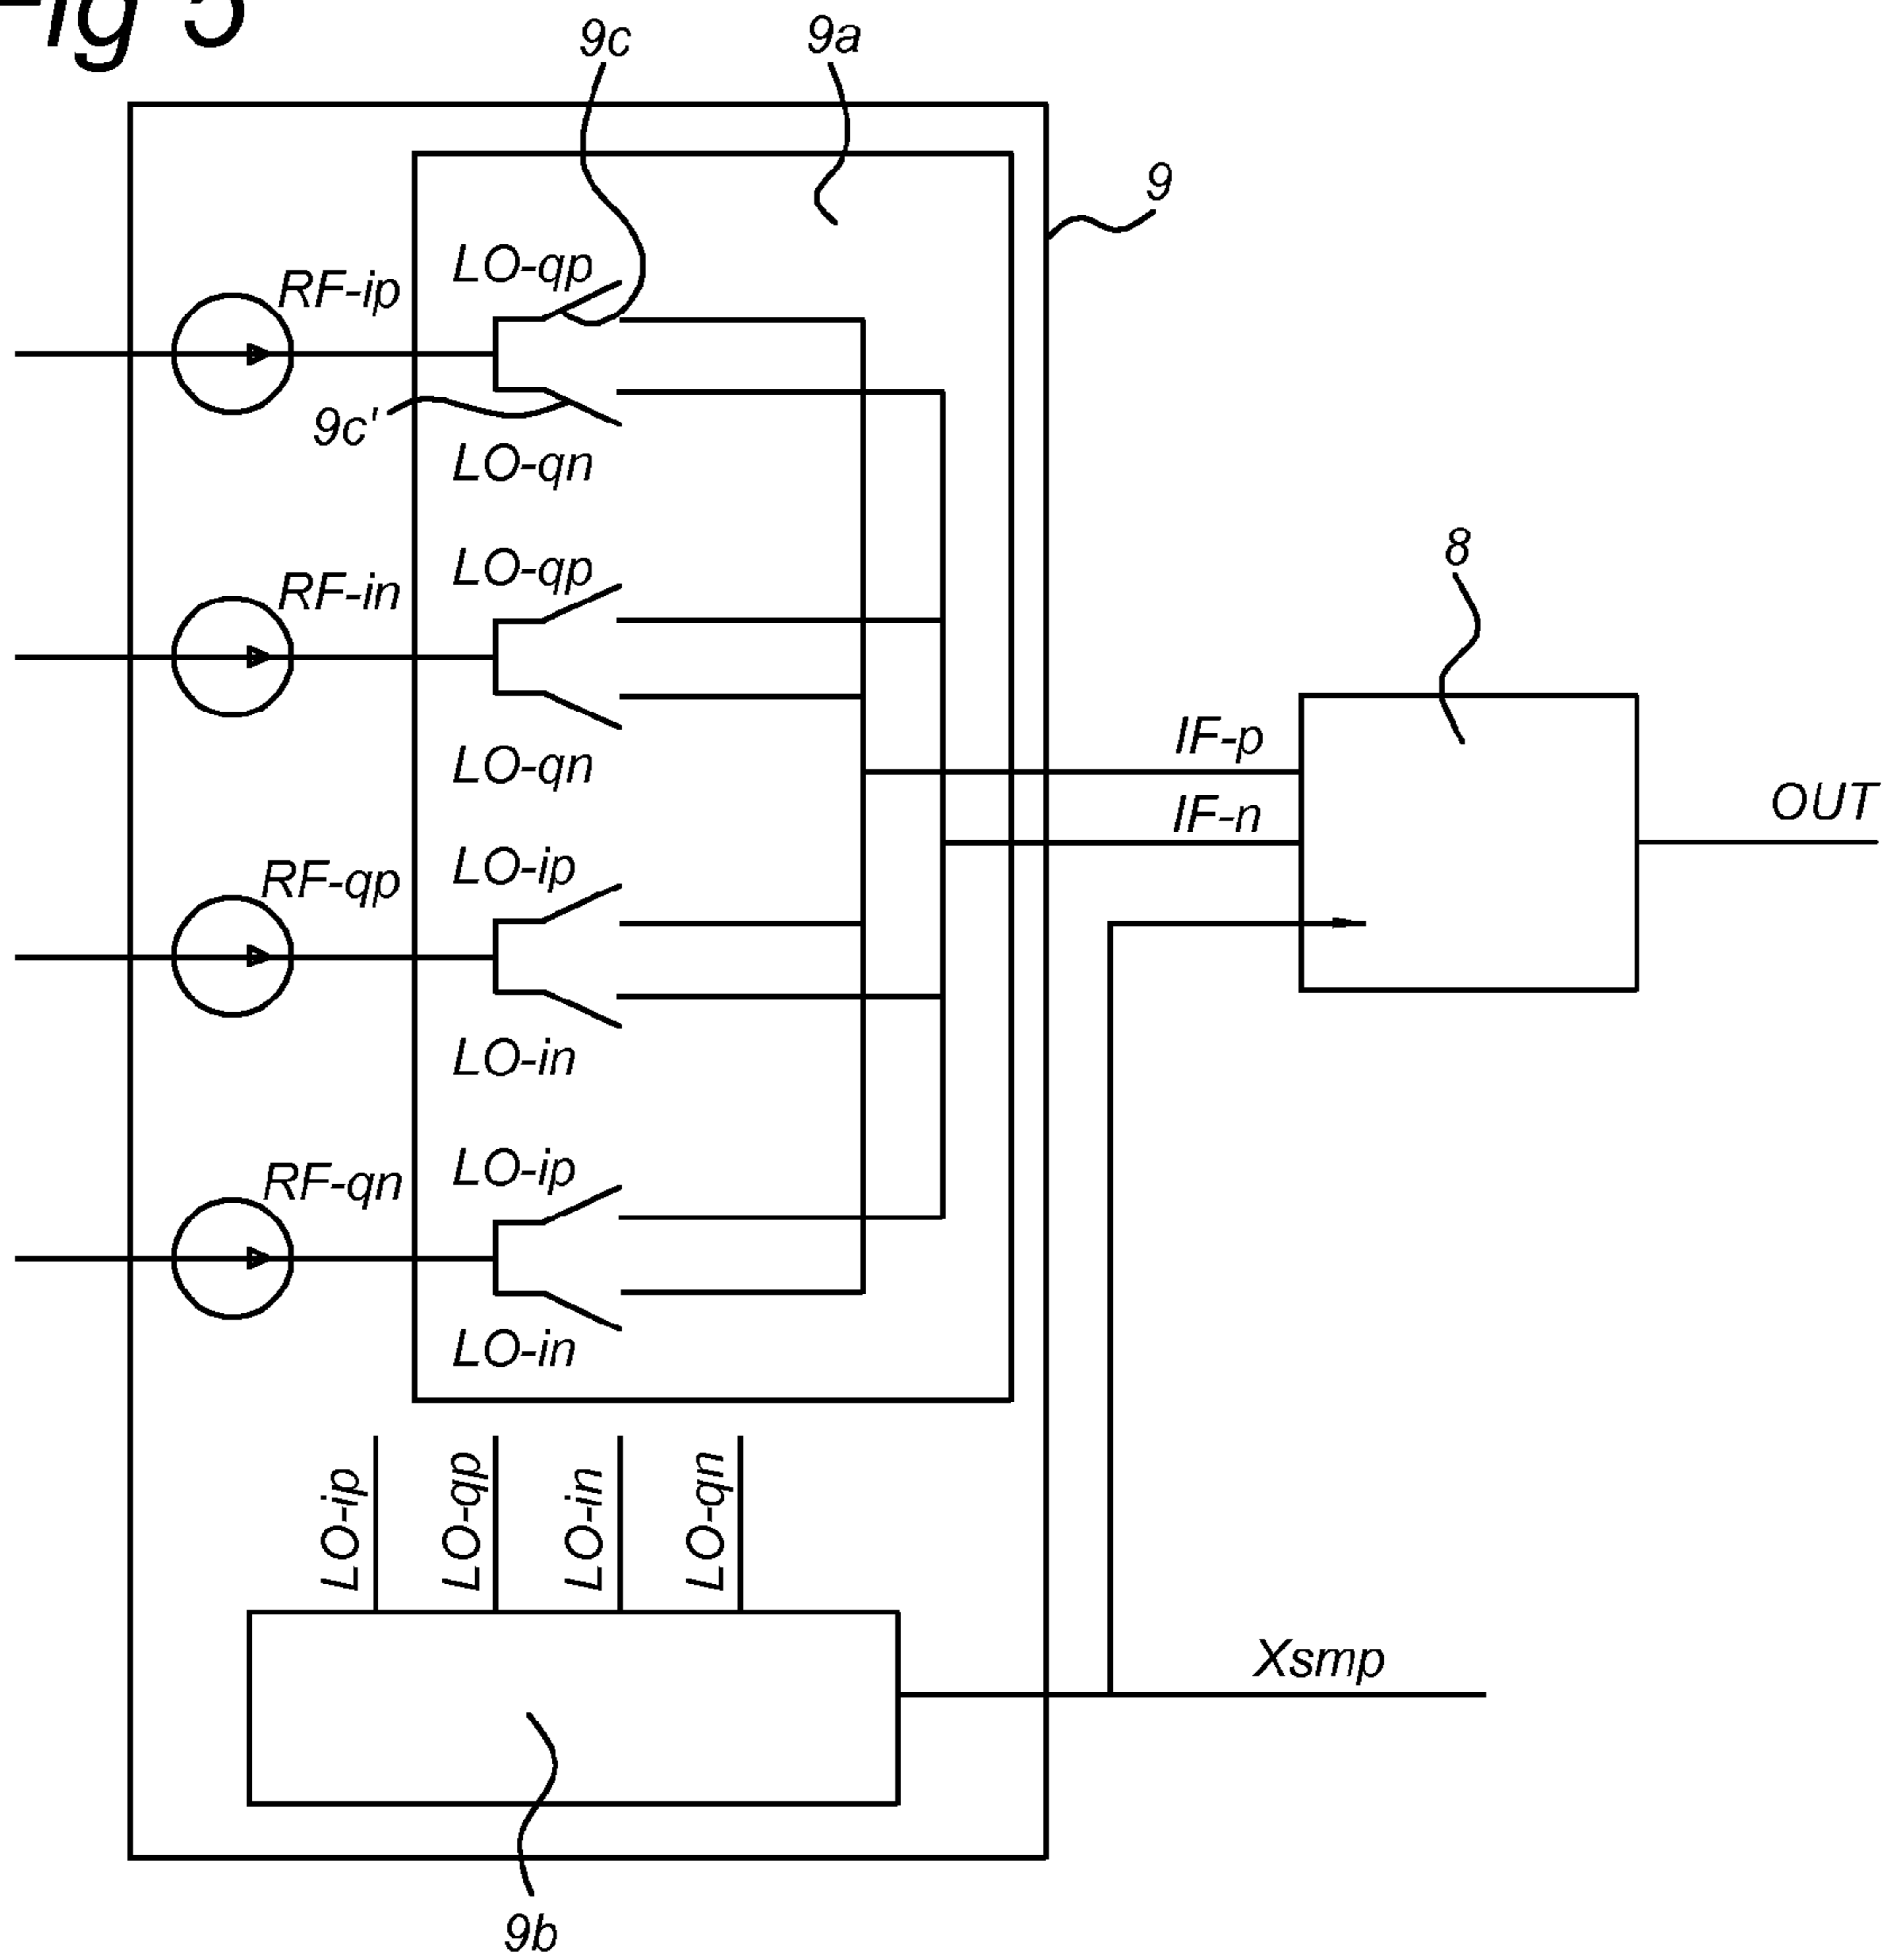 Fig 5
9c
9a
9
LO-qp
RF-ip
9c'
LO-qn
8
LO-qp
RF-in
LO-qn
IF-p
IF-n
OUT
LO-ip
RF-qp
LO-in
LO-ip
RF-qn
LO-in
LO-ip
LO-qp
LO-in
LO-qn
Xsmp
9b